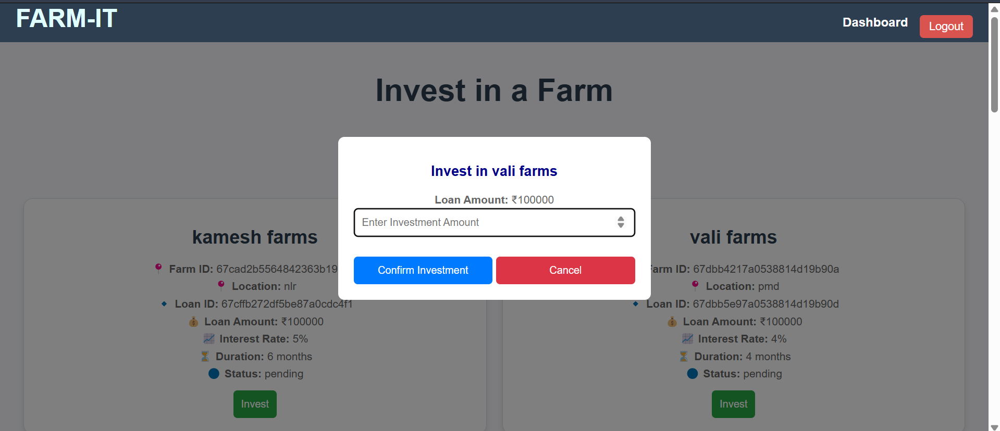 FARM-IT
Dashboard
Logout
Invest in a Farm
Invest in vali farms
Loan Amount: ₹100000
Enter Investment Amount
Confirm Investment
Cancel
kamesh farms
Farm ID: 67cad2b5564842363b19
Location: nlr
Loan ID: 67cffb272df5be87a0cdc4f1
Loan Amount: ₹100000
Interest Rate: 5%
Duration: 6 months
Status: pending
Invest
vali farms
Farm ID: 67dbb4217a0538814d19b90a
Location: pmd
Loan ID: 67dbb5e97a0538814d19b90d
Loan Amount: ₹100000
Interest Rate: 4%
Duration: 4 months
Status: pending
Invest